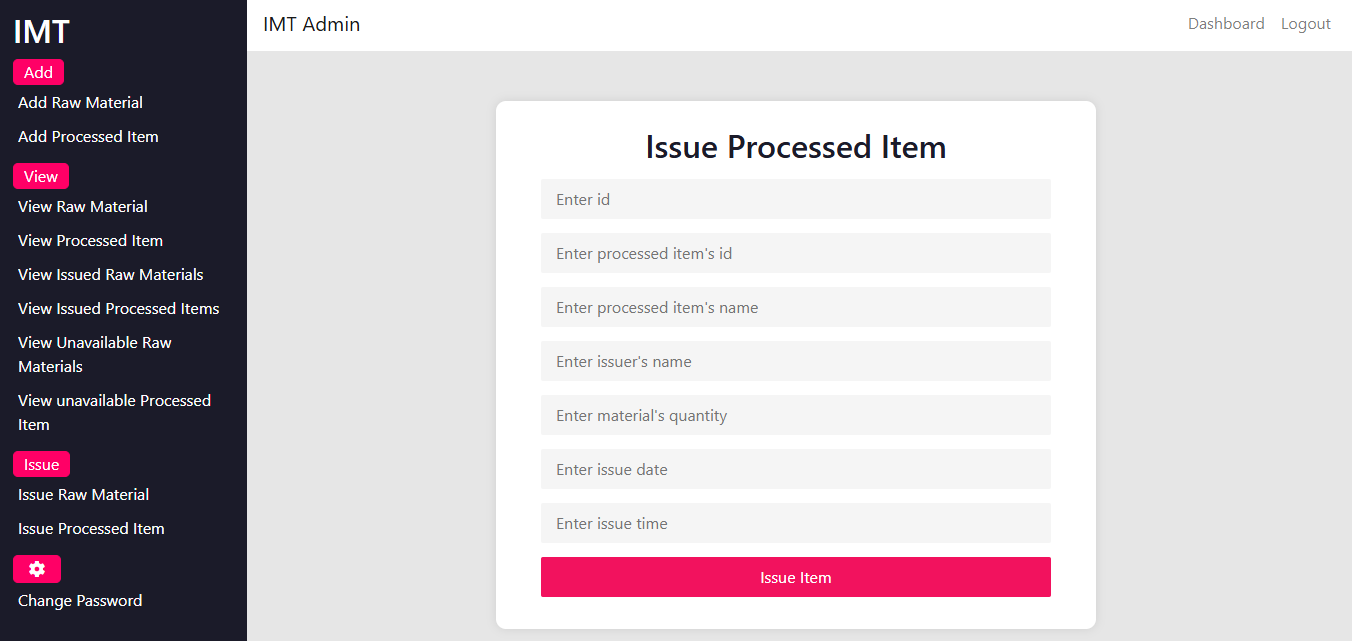 IMT
Add
Add Raw Material
Add Processed Item
View
View Raw Material
View Processed Item
View Issued Raw Materials
View Issued Processed Items
View Unavailable Raw
Materials
View unavailable Processed
Item
Issue
Issue Raw Material
Issue Processed Item
Change Password
IMT Admin
Dashboard
Logout
Issue Processed Item
Enter id
Enter processed item's id
Enter processed item's name
Enter issuer's name
Enter material's quantity
Enter issue date
Enter issue time
Issue Item